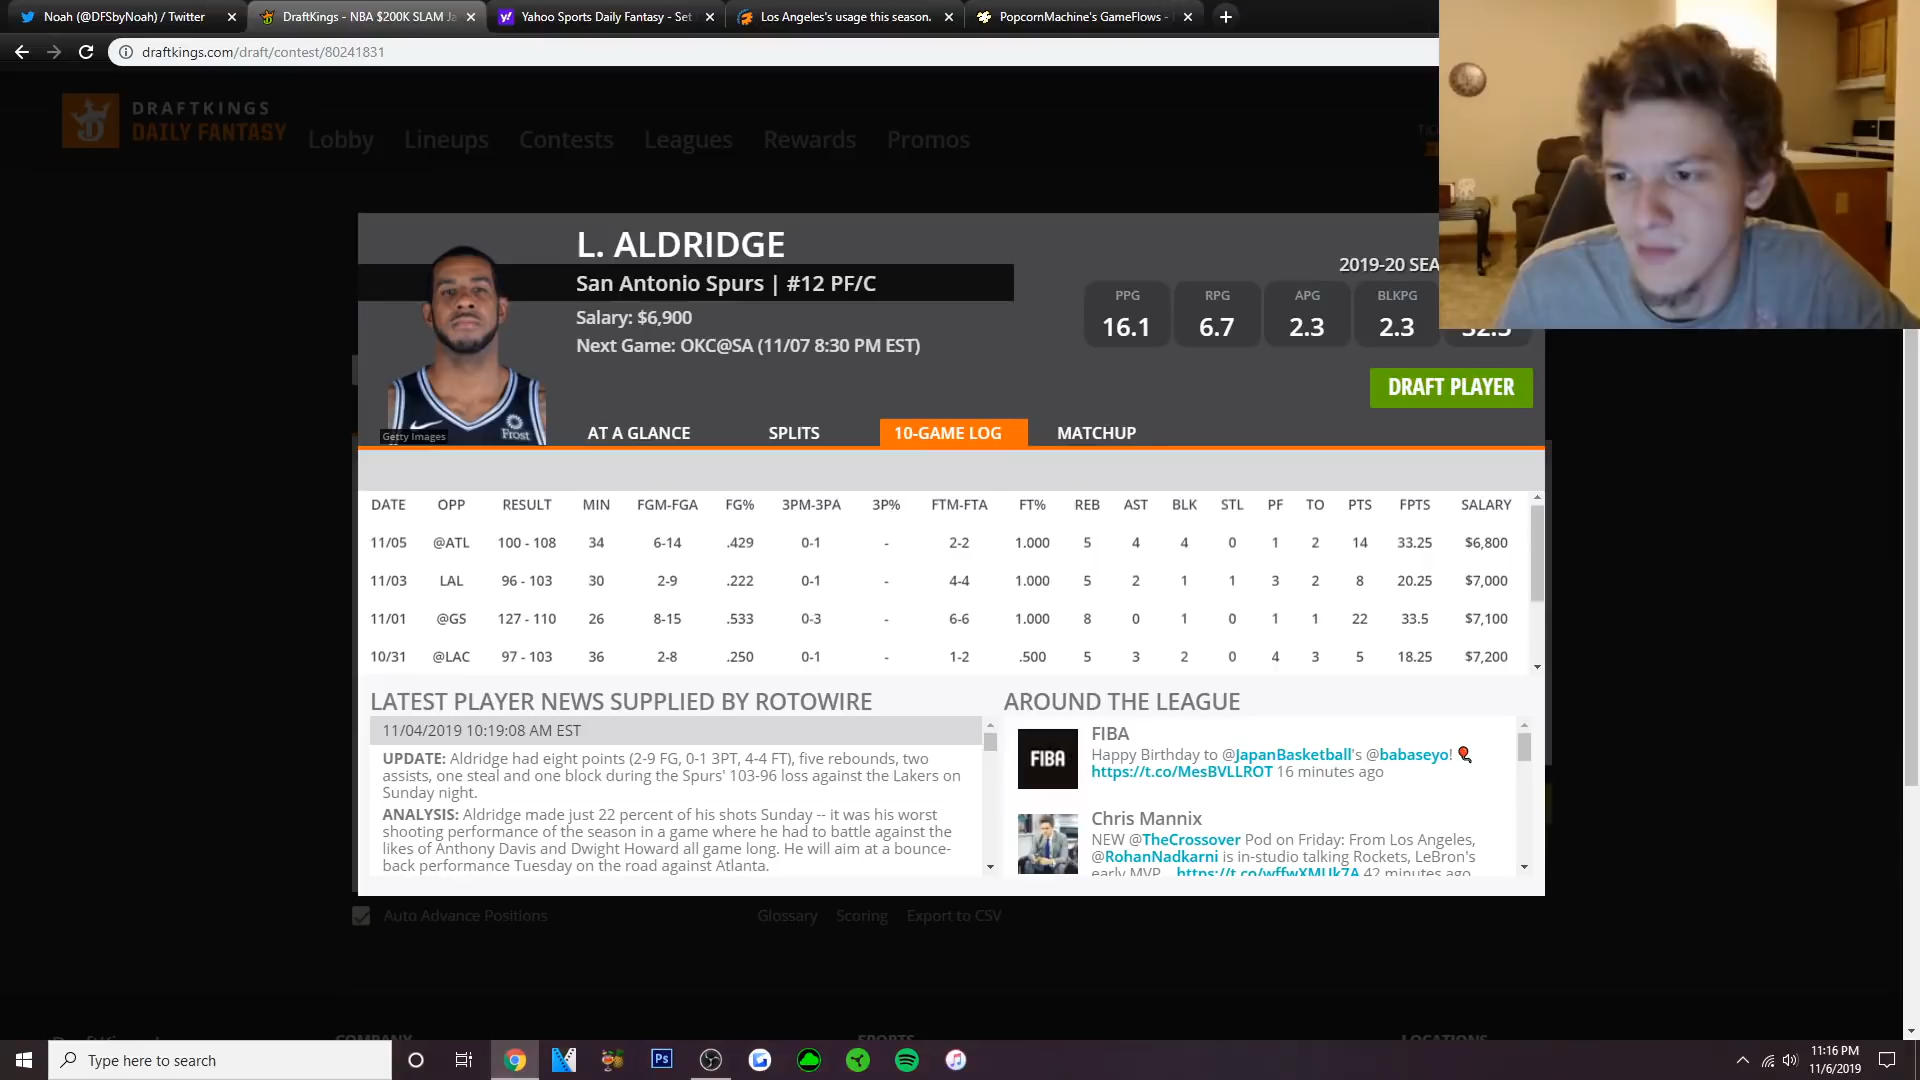 Noah (@DFSbyNoah) / Twitter
DraftKings - NBA $200K SLAM Ja
Yahoo Sports Daily Fantasy - Set
Los Angeles's usage this season.
PopcornMachine's GameFlows -
draftkings.com/draft/contest/80241831
DRAFTKINGS
DAILY FANTASY
Lobby Lineups Contests Leagues Rewards Promos
L. ALDRIDGE
San Antonio Spurs | #12 PF/C
Salary: $6,900
Next Game: OKC@SA (11/07 8:30 PM EST)
2019-20 SEA
PPG RPG APG BLKPG
16.1 6.7 2.3 2.3
DRAFT PLAYER
Frost
Getty Images
AT A GLANCE SPLITS 10-GAME LOG MATCHUP
DATE OPP RESULT MIN FGM-FGA FG% 3PM-3PA 3P% FTM-FTA FT% REB AST BLK STL PF TO PTS FPTS SALARY
11/05 @ATL 100 - 108 34 6-14 .429 0-1 - 2-2 1.000 5 4 4 0 1 2 14 33.25 $6,800
11/03 LAL 96 - 103 30 2-9 .222 0-1 - 4-4 1.000 5 2 1 1 3 2 8 20.25 $7,000
11/01 @GS 127 - 110 26 8-15 .533 0-3 - 6-6 1.000 8 0 1 0 1 1 22 33.5 $7,100
10/31 @LAC 97 - 103 36 2-8 .250 0-1 - 1-2 .500 5 3 2 0 4 3 5 18.25 $7,200
LATEST PLAYER NEWS SUPPLIED BY ROTOWIRE
11/04/2019 10:19:08 AM EST
UPDATE: Aldridge had eight points (2-9 FG, 0-1 3PT, 4-4 FT), five rebounds, two
assists, one steal and one block during the Spurs' 103-96 loss against the Lakers on
Sunday night.
ANALYSIS: Aldridge made just 22 percent of his shots Sunday -- it was his worst
shooting performance of the season in a game where he had to battle against the
likes of Anthony Davis and Dwight Howard all game long. He will aim at a bounce-
back performance Tuesday on the road against Atlanta.
AROUND THE LEAGUE
FIBA
FIBA
Happy Birthday to @JapanBasketball's @babaseyo!
https://t.co/MesBVLLROT 16 minutes ago
Chris Mannix
NEW @TheCrossover Pod on Friday: From Los Angeles,
@RohanNadkarni is in-studio talking Rockets, LeBron's
early MVP https://t.co/wffwXMUk7A 42 minutes ago
Auto Advance Positions
Glossary Scoring Export to CSV
COMPANY
SPORTS
LOCATIONS
Type here to search
Ps
11:16 PM
11/6/2019